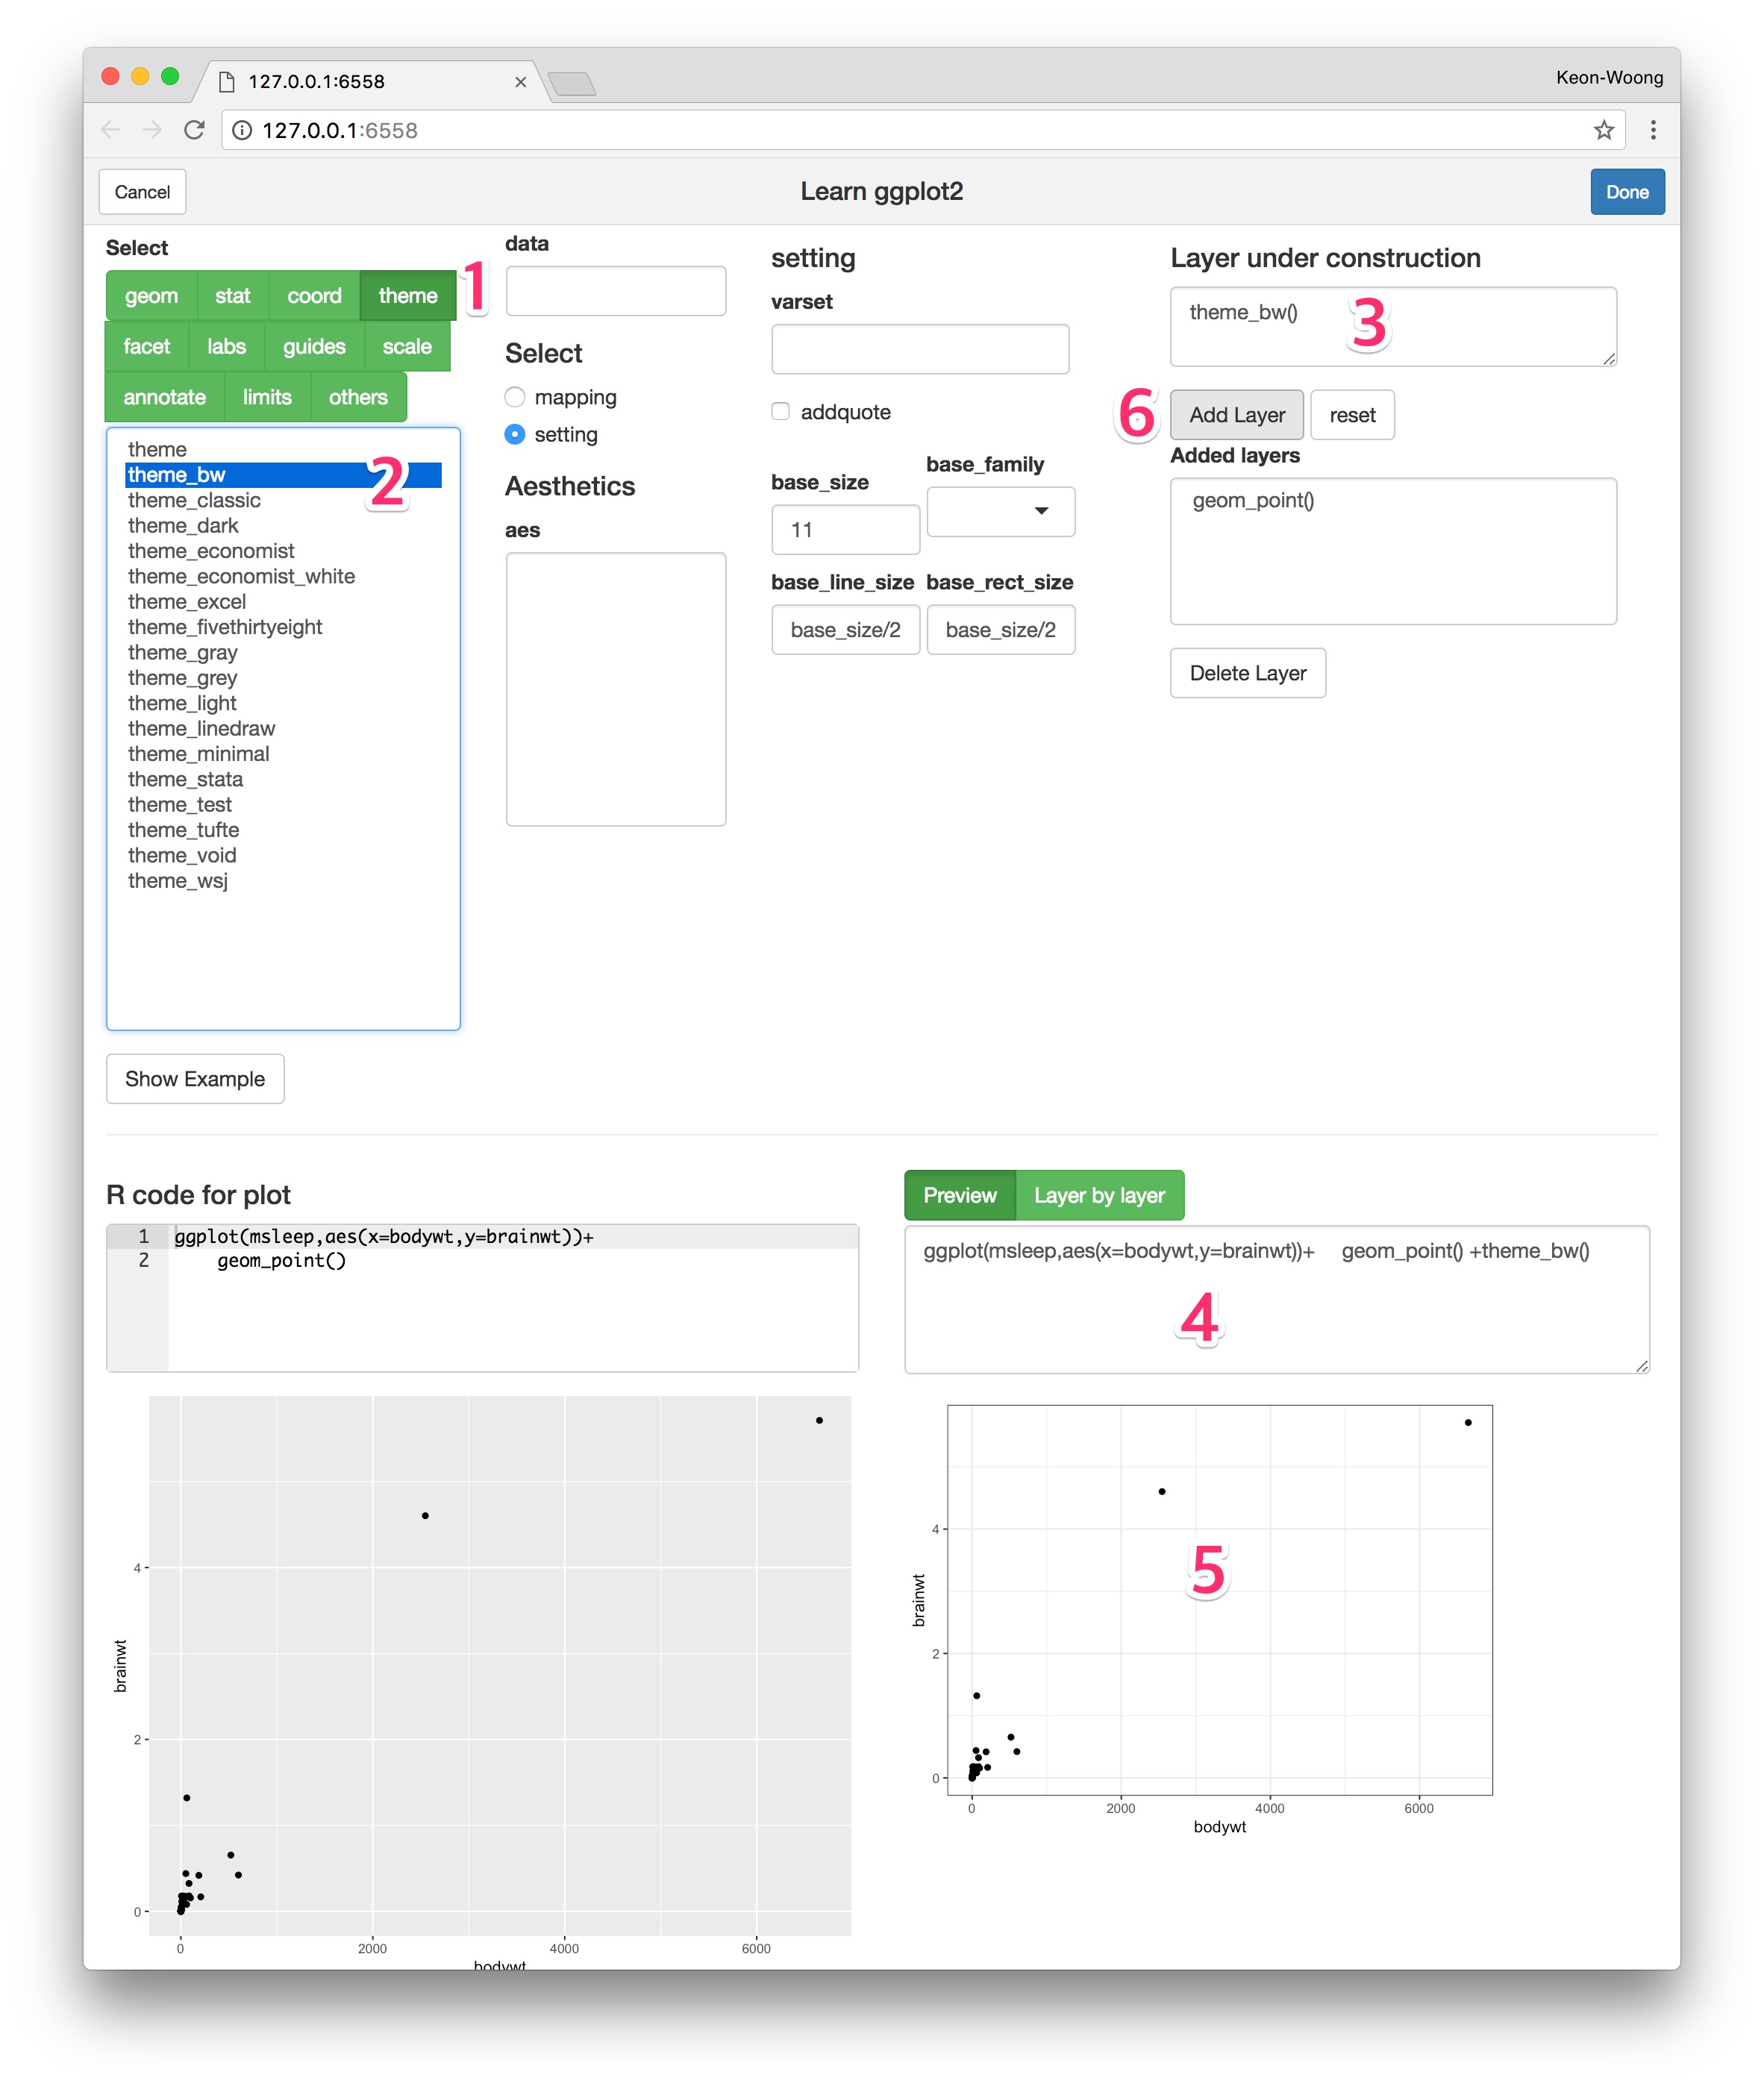 127.0.0.1:6558
Keon-Woong
127.0.0.1:6558
Cancel
Learn ggplot2
Done
Select
geom stat coord theme
1
facet labs guides scale
annotate limits others
theme
theme_bw
2
theme_classic
theme_dark
theme_economist
theme_economist_white
theme_excel
theme_fivethirtyeight
theme_gray
theme_grey
theme_light
theme_linedraw
theme_minimal
theme_stata
theme_test
theme_tufte
theme_void
theme_wsj
Show Example
data
Select
mapping
setting
Aesthetics
aes
setting
varset
addquote
base_size
11
base_family
base_line_size
base_size/2
base_rect_size
base_size/2
Layer under construction
theme_bw()
3
6
Add Layer
reset
Added layers
geom_point()
Delete Layer
R code for plot
1 ggplot(msleep,aes(x=bodywt,y=brainwt))+
2 geom_point()
4
2
0
brainwt
0 2000 4000 6000
bodywt
Preview
Layer by layer
ggplot(msleep,aes(x=bodywt,y=brainwt))+ geom_point() +theme_bw()
4
5
4
2
0
brainwt
0 2000 4000 6000
bodywt